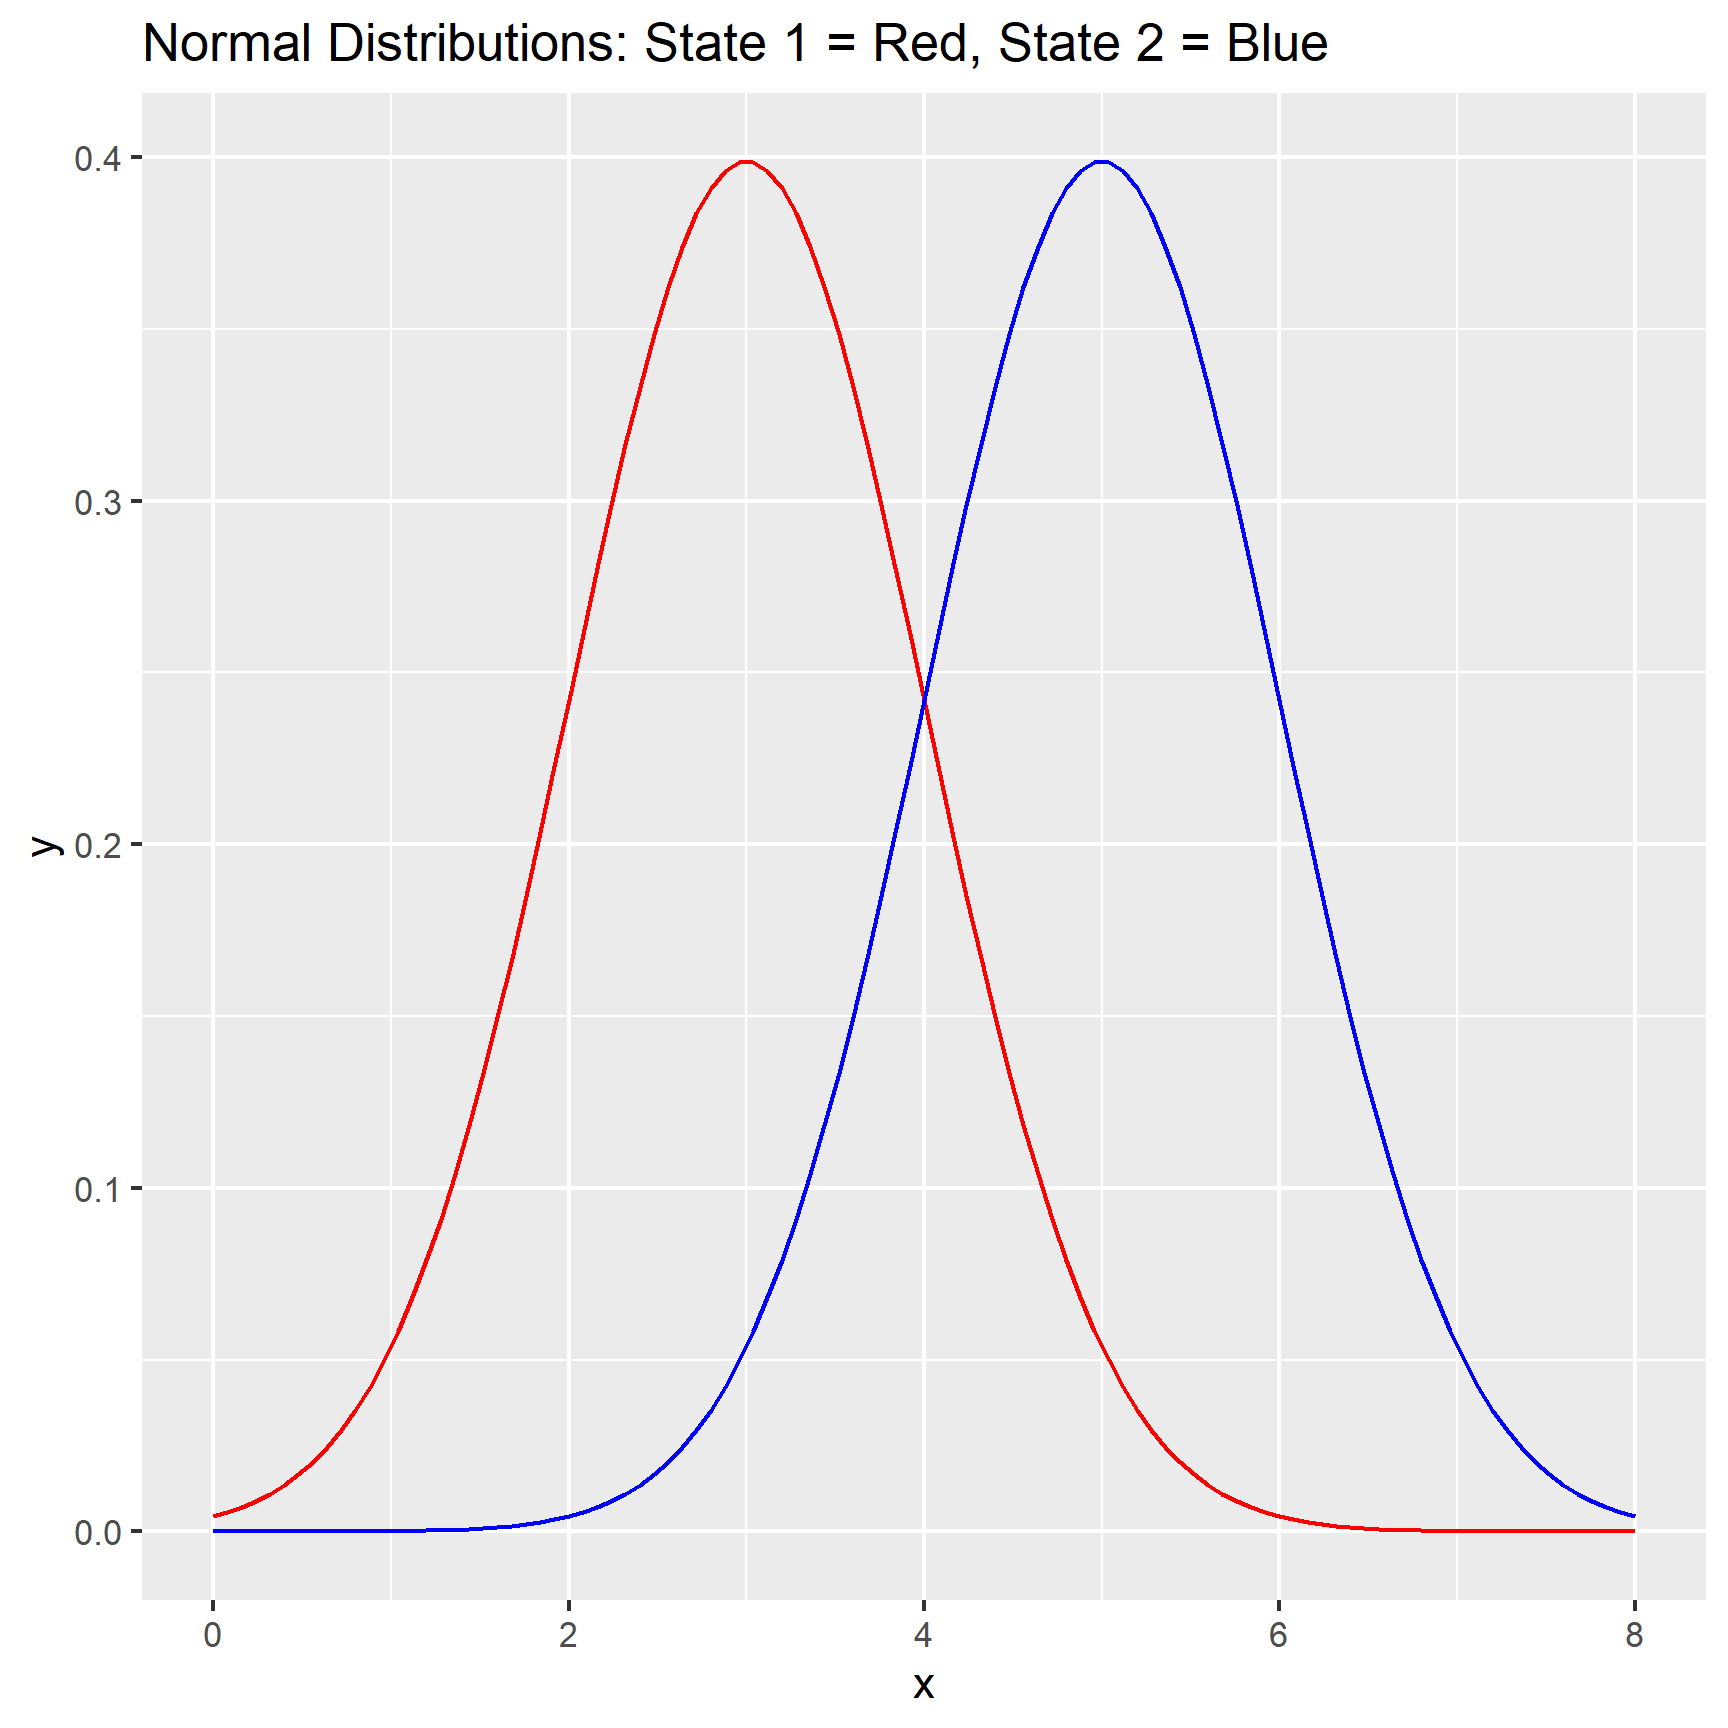 Normal Distributions: State 1 = Red, State 2 = Blue
0.4
0.3
0.2
0.1
0.0
y
0 2 4 6 8
x